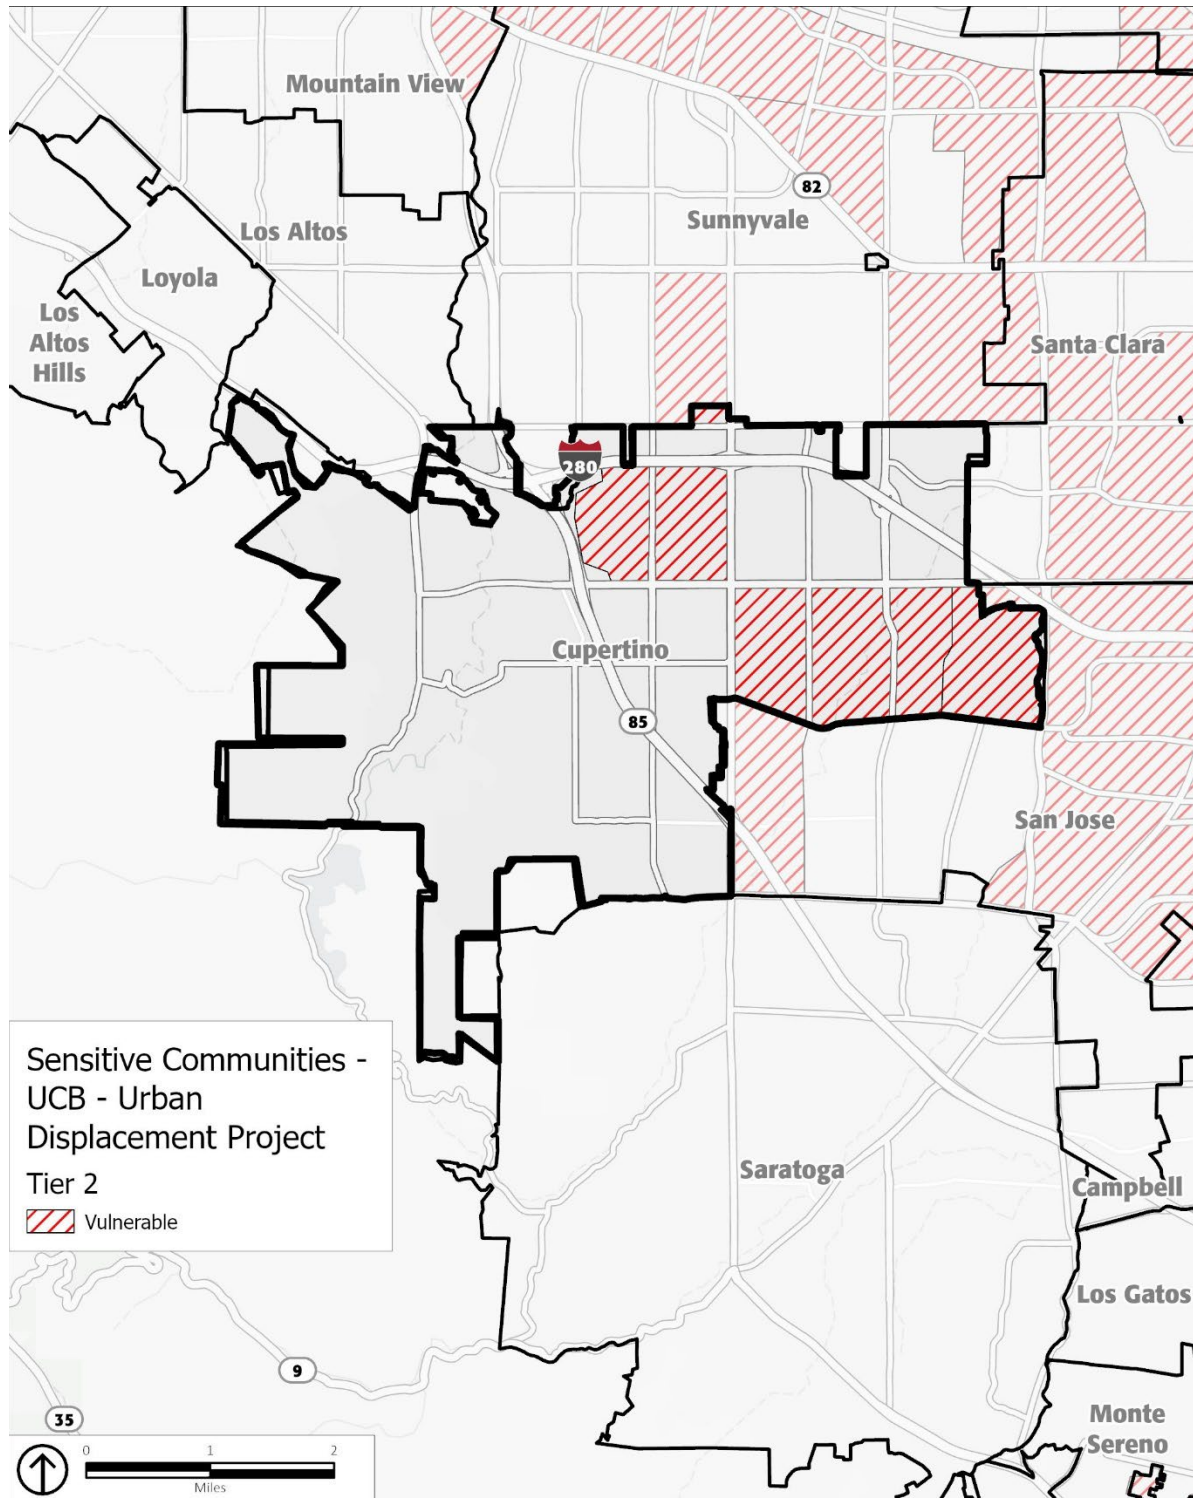 Mountain View
82
Sunnyvale
Los Altos
Loyola
Los
Altos
Hills
Santa Clara
280
Cupertino
85
San Jose
Sensitive Communities -
UCB - Urban
Displacement Project
Tier 2
Vulnerable
Saratoga
Campbell
Los Gatos
9
35
Monte
Sereno
0 1 2
Miles